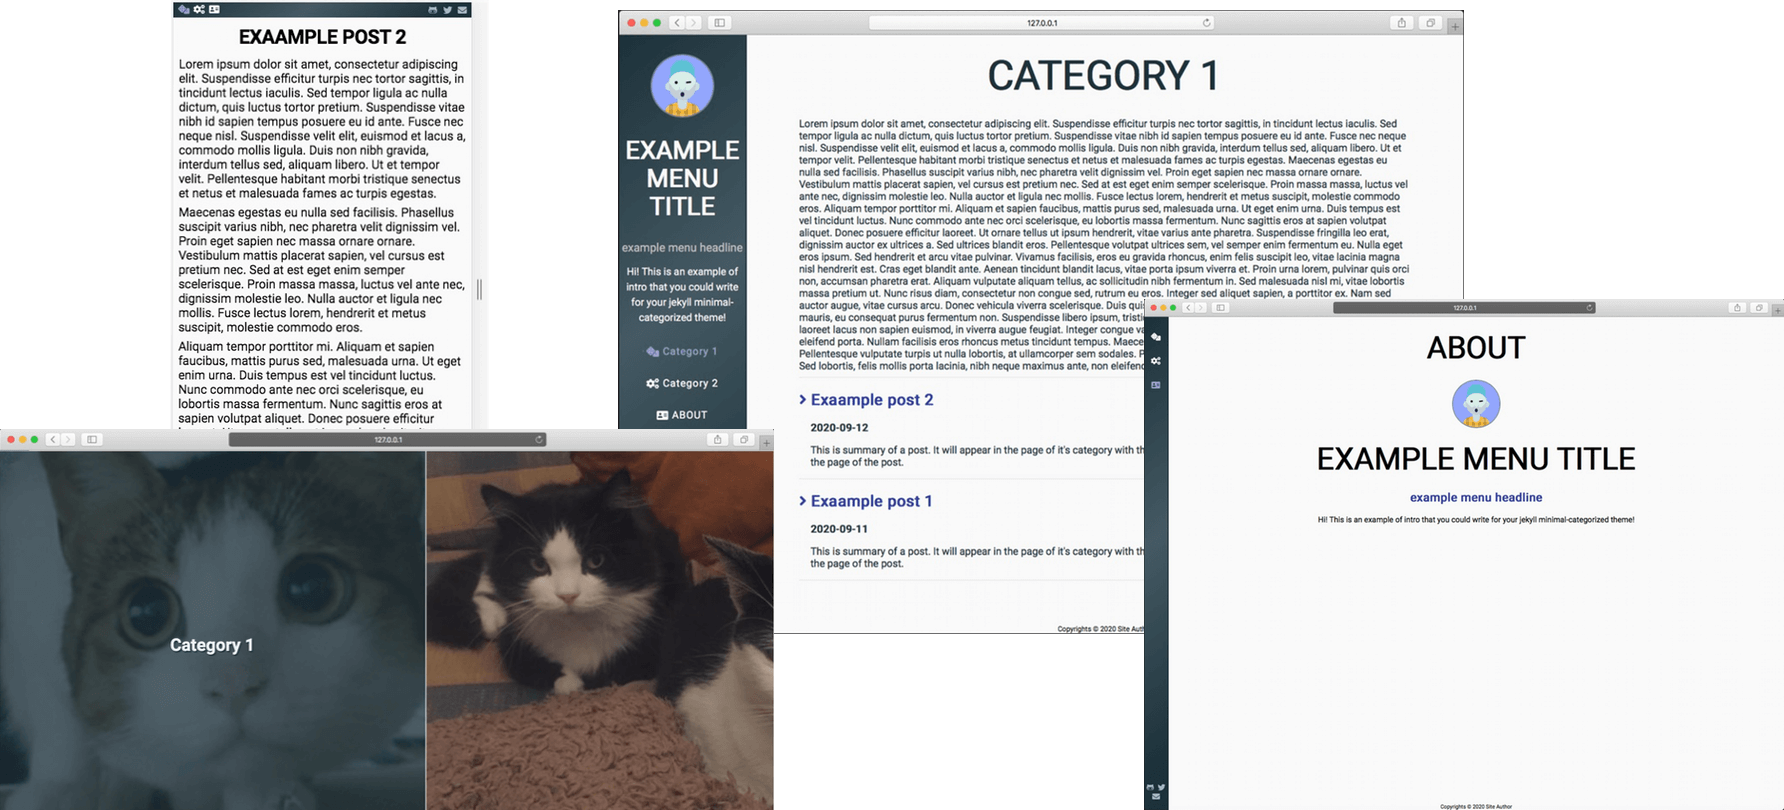 EXAAMPLE POST 2
Lorem ipsum dolor sit amet, consectetur adipiscing
elit. Suspendisse efficitur turpis nec tortor sagittis, in
tincidunt lectus iaculis. Sed tempor ligula ac nulla
dictum, quis luctus tortor pretium. Suspendisse vitae
nibh id sapien tempus posuere eu id ante. Fusce nec
neque nisl. Suspendisse velit elit, euismod et lacus a,
commodo mollis ligula. Duis non nibh gravida,
interdum tellus sed, aliquam libero. Ut et tempor
velit. Pellentesque habitant morbi tristique senectus
et netus et malesuada fames ac turpis egestas.
Maecenas egestas eu nulla sed facilisis. Phasellus
suscipit varius nibh, nec pharetra velit dignissim vel.
Proin eget sapien nec massa ornare ornare.
Vestibulum mattis placerat sapien, vel cursus est
pretium nec. Sed at est eget enim semper
scelerisque. Proin massa massa, luctus vel ante nec,
dignissim molestie leo. Nulla auctor et ligula nec
mollis. Fusce lectus lorem, hendrerit et metus
suscipit, molestie commodo eros.
Aliquam tempor porttitor mi. Aliquam et sapien
faucibus, mattis purus sed, malesuada urna. Ut eget
enim urna. Duis tempus est vel tincidunt luctus.
Nunc commodo ante nec orci scelerisque, eu
lobortis massa fermentum. Nunc sagittis eros at
sapien volutpat aliquet. Donec posuere efficitur
127.0.0.1
EXAMPLE
MENU
TITLE
example menu headline
Hi! This is an example of
intro that you could write
for your jekyll minimal-
categorized theme!
Category 1
Category 2
ABOUT
CATEGORY 1
Lorem ipsum dolor sit amet, consectetur adipiscing elit. Suspendisse efficitur turpis nec tortor sagittis, in tincidunt lectus iaculis. Sed
tempor ligula ac nulla dictum, quis luctus tortor pretium. Suspendisse vitae nibh id sapien tempus posuere eu id ante. Fusce nec neque
nisl. Suspendisse velit elit, euismod et lacus a, commodo mollis ligula. Duis non nibh gravida, interdum tellus sed, aliquam libero. Ut et
tempor velit. Pellentesque habitant morbi tristique senectus et netus et malesuada fames ac turpis egestas. Maecenas egestas eu
nulla sed facilisis. Phasellus suscipit varius nibh, nec pharetra velit dignissim vel. Proin eget sapien nec massa ornare ornare.
Vestibulum mattis placerat sapien, vel cursus est pretium nec. Sed at est eget enim semper scelerisque. Proin massa massa, luctus vel
ante nec, dignissim molestie leo. Nulla auctor et ligula nec mollis. Fusce lectus lorem, hendrerit et metus suscipit, molestie commodo
eros. Aliquam tempor porttitor mi. Aliquam et sapien faucibus, mattis purus sed, malesuada urna. Ut eget enim urna. Duis tempus est
vel tincidunt luctus. Nunc commodo ante nec orci scelerisque, eu lobortis massa fermentum. Nunc sagittis eros at sapien volutpat
aliquet. Donec posuere efficitur laoreet. Ut ornare tellus ut ipsum hendrerit, vitae varius ante pharetra. Suspendisse fringilla leo erat,
dignissim auctor ex ultrices a. Sed ultrices blandit eros. Pellentesque volutpat ultrices sem, vel semper enim fermentum eu. Nulla eget
eros ipsum. Sed hendrerit et arcu vitae pulvinar. Vivamus facilisis, eros eu gravida rhoncus, enim felis suscipit leo, vitae lacinia magna
nisl hendrerit est. Cras eget blandit ante. Aenean tincidunt blandit lacus, vitae porta ipsum viverra et. Proin urna lorem, pulvinar quis orci
non, accumsan pharetra erat. Aliquam vulputate aliquam tellus, ac sollicitudin nibh fermentum in. Sed malesuada nisl mi, vitae lobortis
massa pretium ut. Nunc risus diam, consectetur non congue sed, rutrum eu eros. Integer sed aliquet sapien, a porttitor ex. Nam sed
auctor augue, vitae cursus arcu. Donec vehicula viverra scelerisque. Duis qui
mauris, eu consequat purus fermentum non. Suspendisse libero ipsum, tristi
laoreet lacus non sapien euismod, in viverra augue feugiat. Integer congue va
eleifend porta. Nullam facilisis eros rhoncus metus tincidunt tempus. Maece
Pellentesque vulputate turpis ut nulla lobortis, at ullamcorper sem sodales. P
Sed lobortis, felis mollis porta lacinia, nibh neque maximus ante, non eleifend
Exaample post 2
2020-09-12
This is summary of a post. It will appear in the page of it's category with th
the page of the post.
Exaample post 1
2020-09-11
This is summary of a post. It will appear in the page of it's category with th
the page of the post.
Copyrights © 2020 Site Auth
127.0.0.1
Category 1
127.0.0.1
ABOUT
EXAMPLE MENU TITLE
example menu headline
Hi! This is an example of intro that you could write for your jekyll minimal-categorized theme!
Copyrights © 2020 Site Author